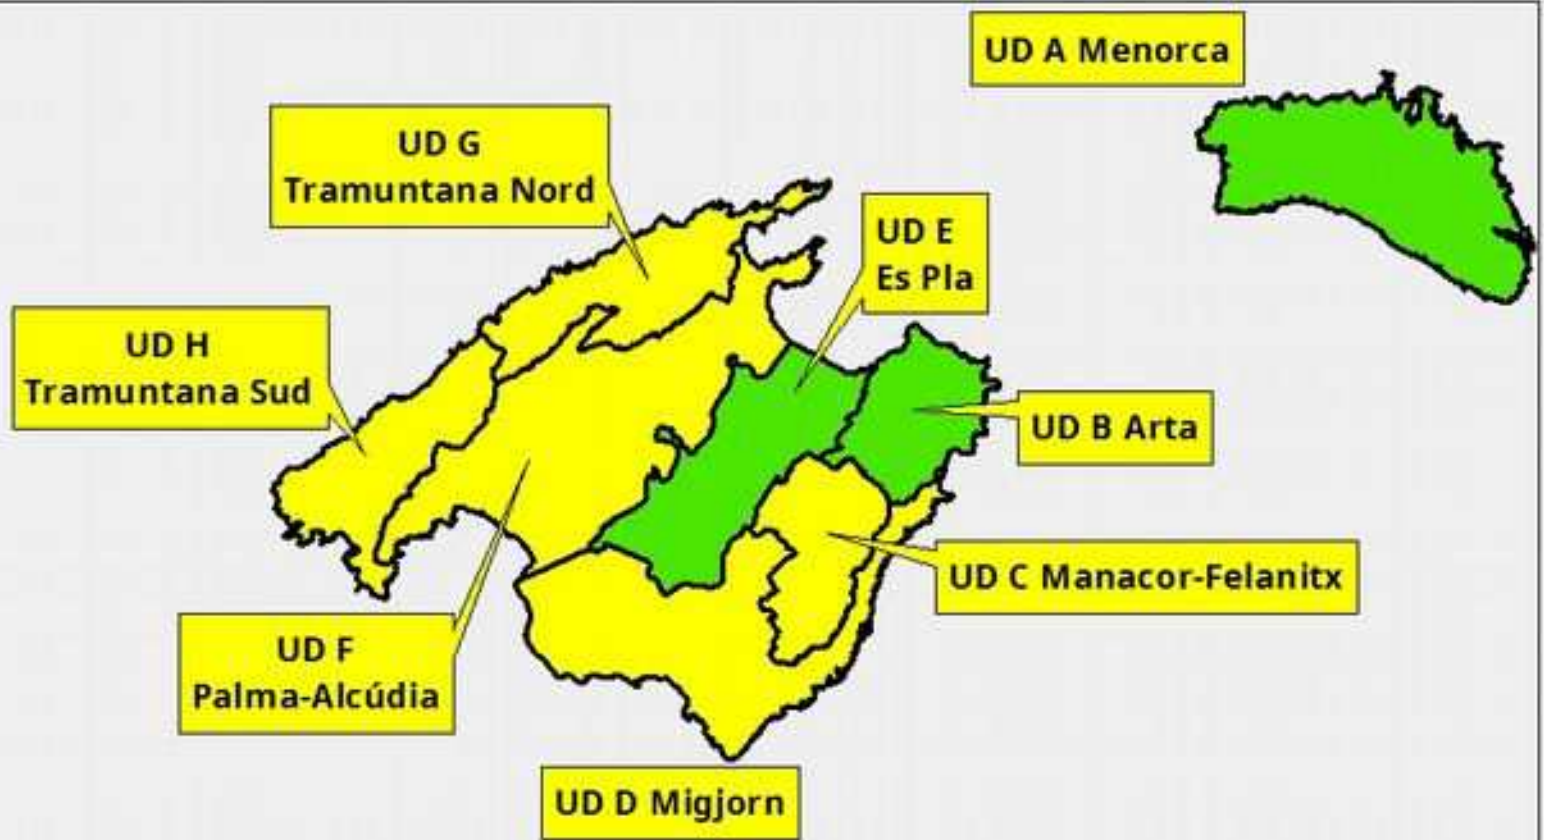 UD A Menorca
UD G
Tramuntana Nord
UD E
Es Pla
UD H
Tramuntana Sud
UD B Arta
UD C Manacor-Felanitx
UD F
Palma-Alcúdia
UD D Migjorn